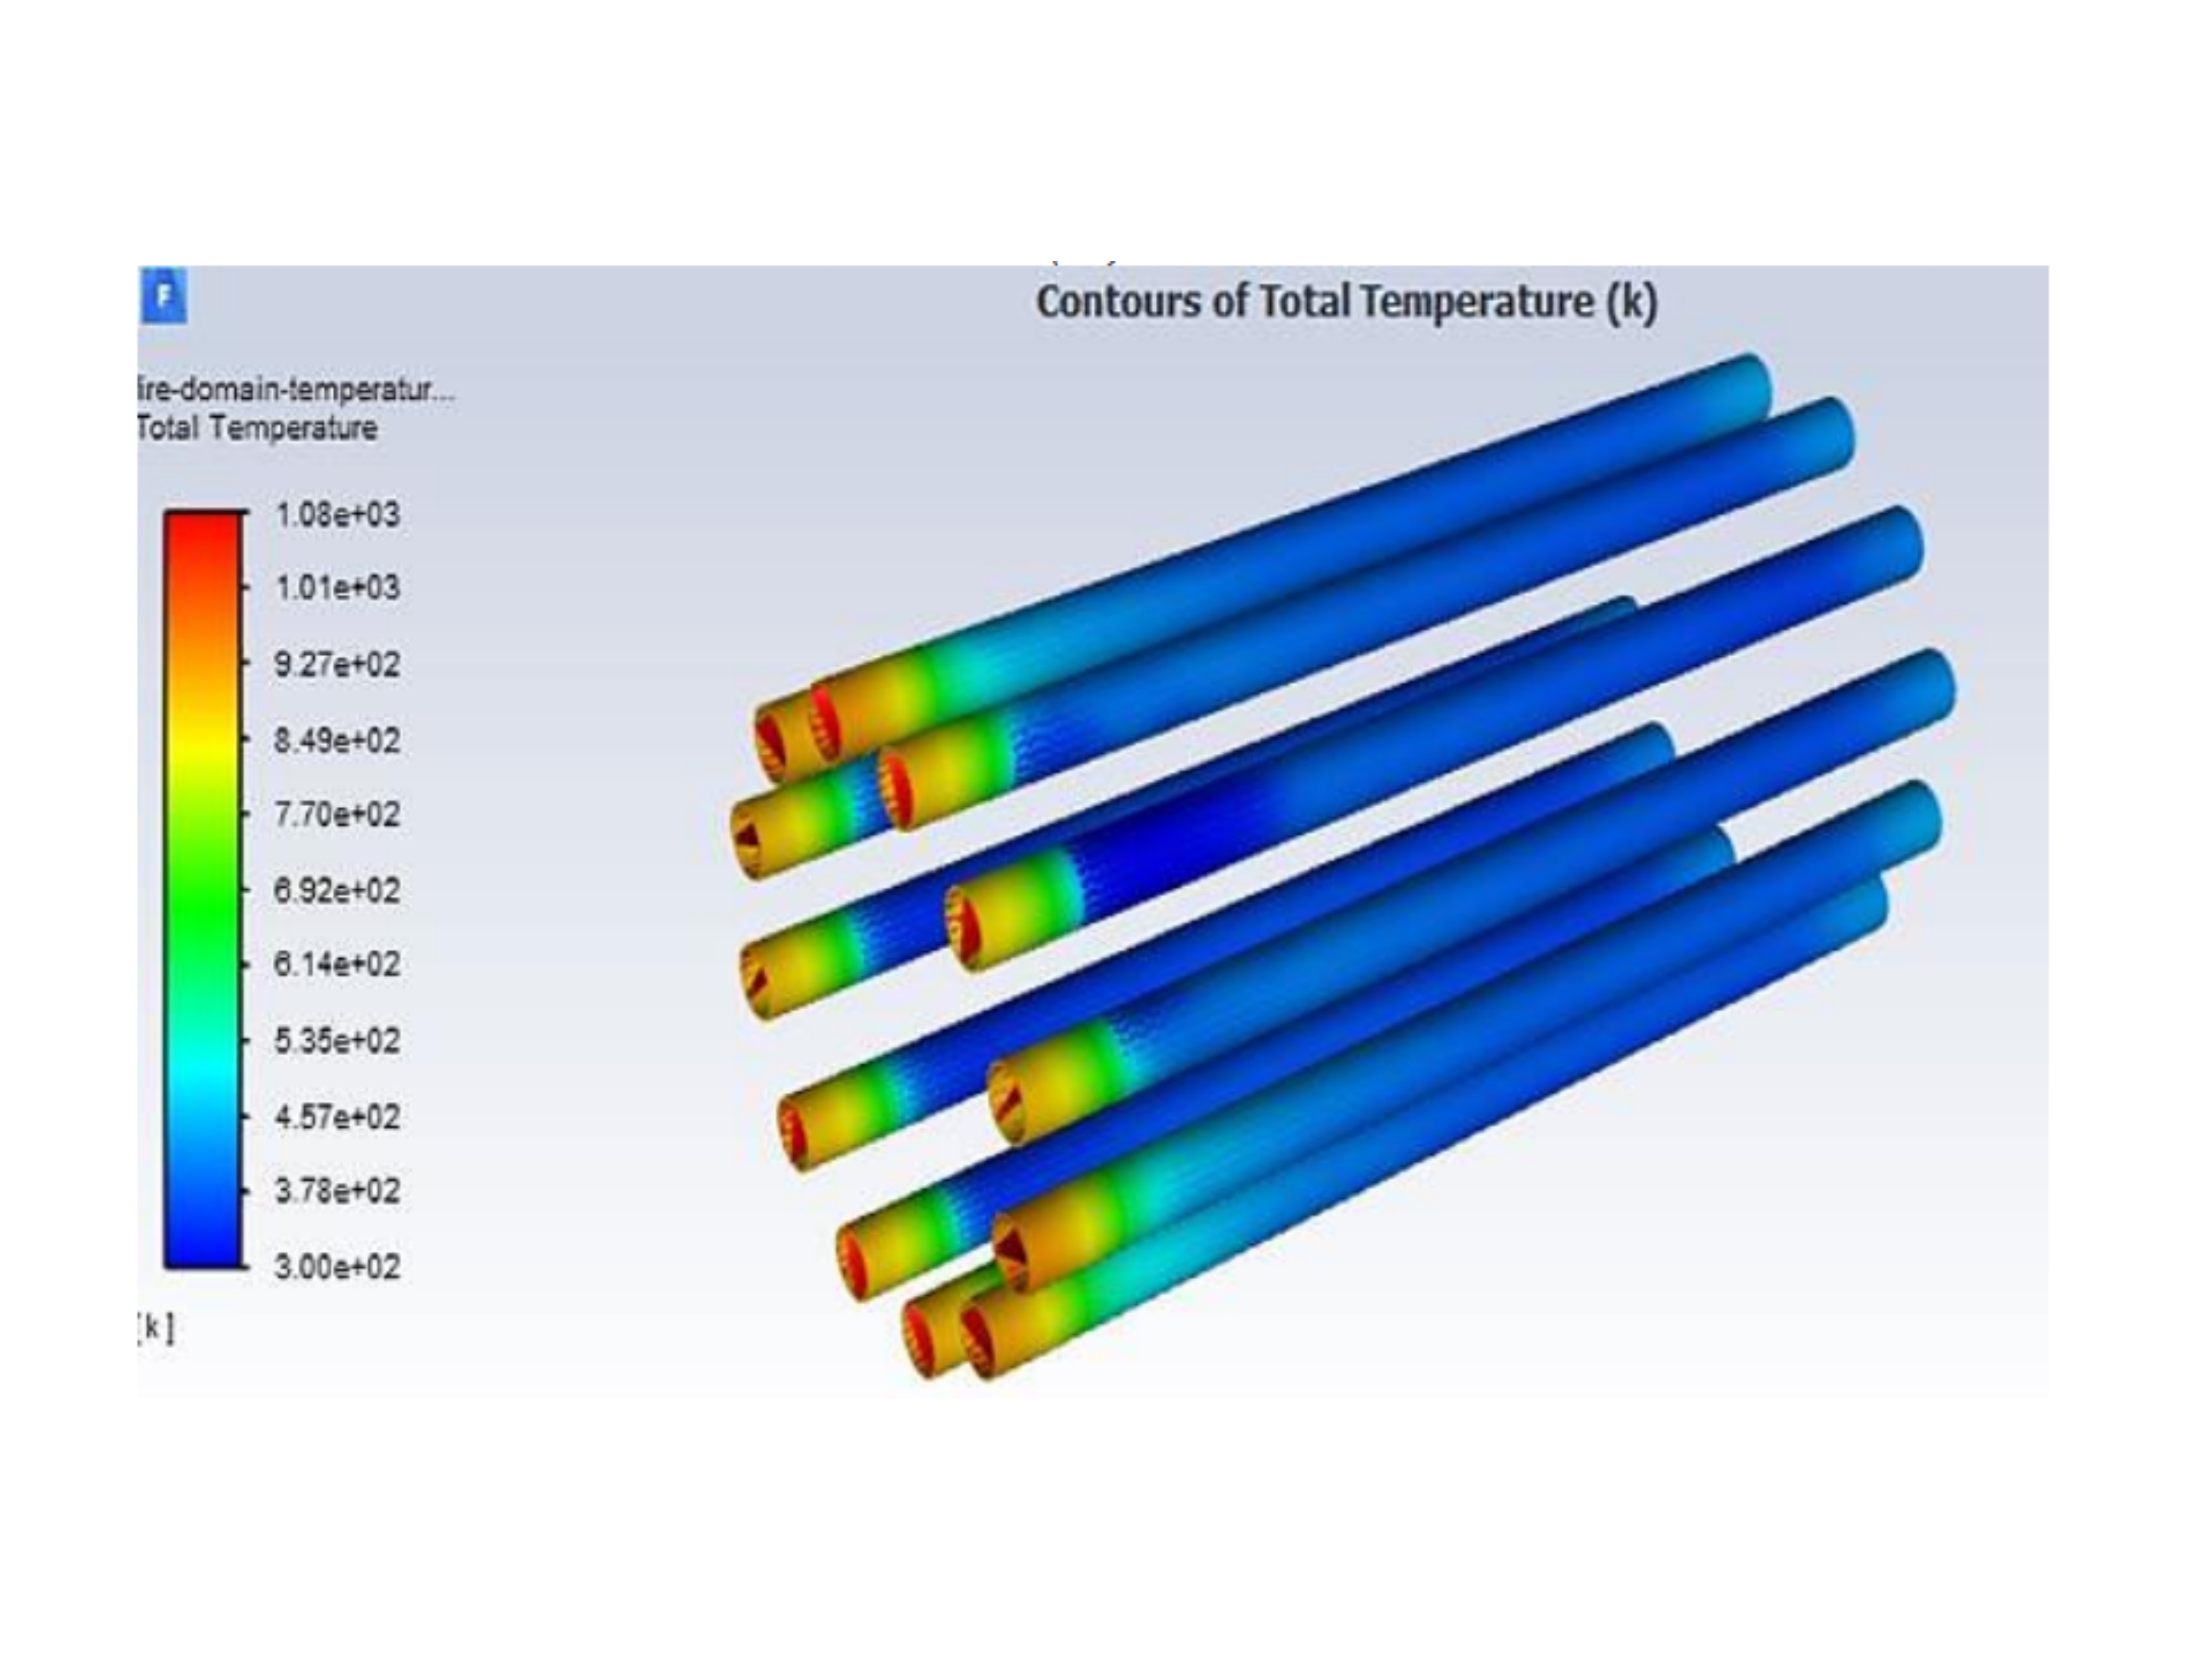 F
Contours of Total Temperature (k)
ire-domain-temperatur...
Total Temperature
1.08e+03
1.01e+03
9.27e+02
8.49e+02
7.70e+02
6.92e+02
6.14e+02
5.35e+02
4.57e+02
3.78e+02
3.00e+02
[k]